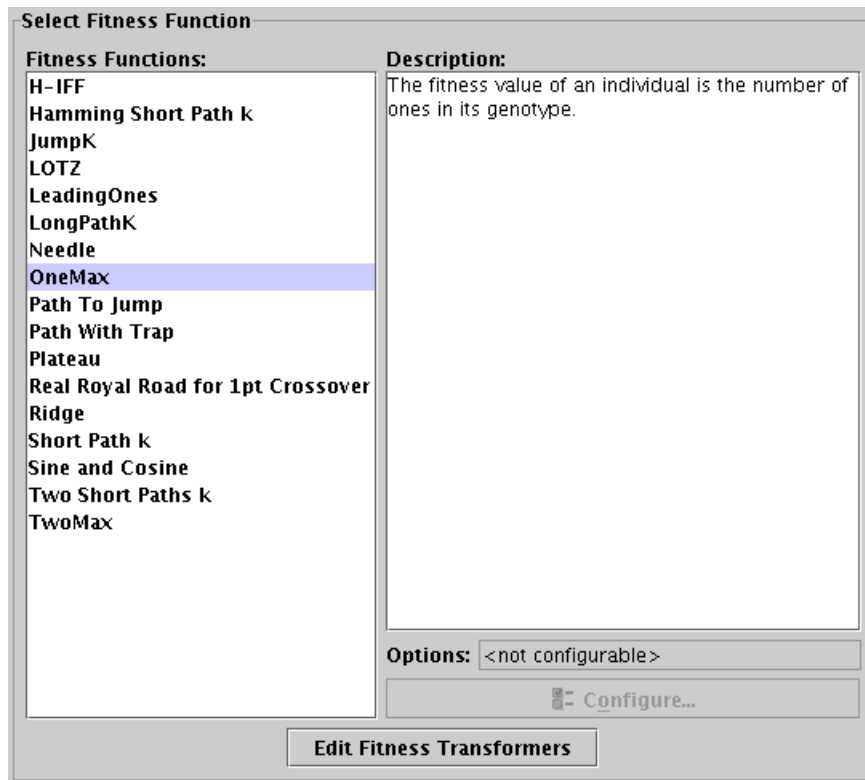 Select Fitness Function
Fitness Functions:
H-IFF
Hamming Short Path k
JumpK
LOTZ
LeadingOnes
LongPathK
Needle
OneMax
Path To Jump
Path With Trap
Plateau
Real Royal Road for 1pt Crossover
Ridge
Short Path k
Sine and Cosine
Two Short Paths k
TwoMax
Description:
The fitness value of an individual is the number of
ones in its genotype.
Options: <not configurable>
Configure...
Edit Fitness Transformers